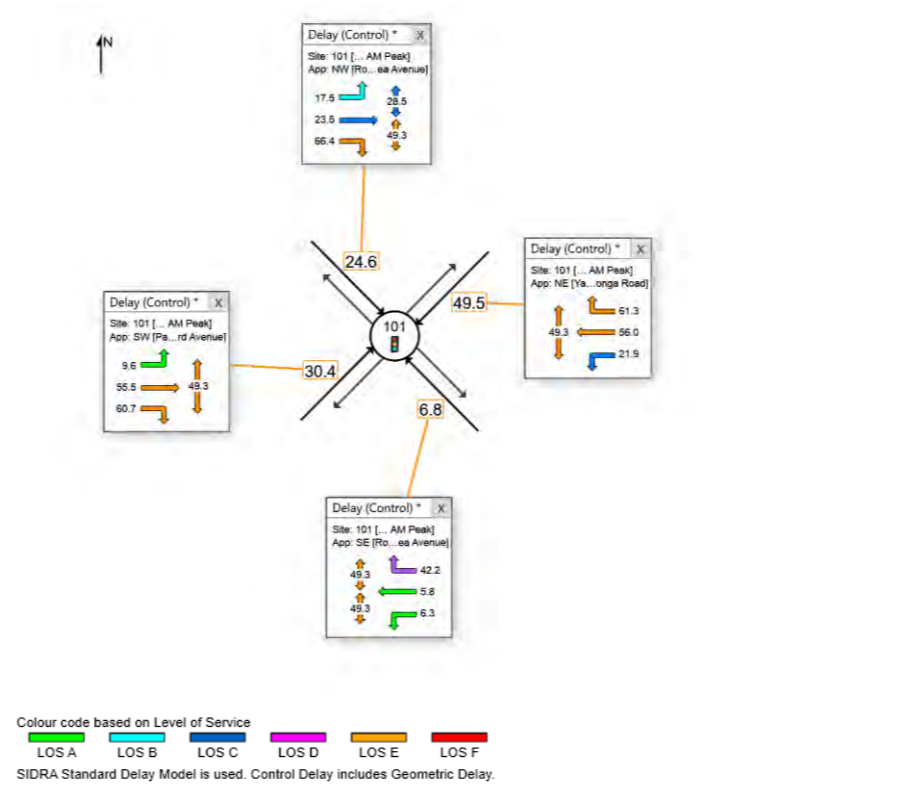 N
Delay (Control) * X
Site: 101 [... AM Peak]
App: NW [Ro...ea Avenue]
17.5
28.5
23.5
49.3
66.4
24.6
Delay (Control) * X
Site: 101 [... AM Peak]
App: NE [Ya...onga Road]
61.3
49.3
56.0
21.9
49.5
Delay (Control) * X
Site: 101 [... AM Peak]
App: SW [Pa...rd Avenue]
9.6
55.5
49.3
60.7
101
30.4
6.8
Delay (Control) * X
Site: 101 [... AM Peak]
App: SE [Ro...ea Avenue]
49.3
42.2
5.8
49.3
6.3
Colour code based on Level of Service
LOS A LOS B LOS C LOS D LOS E LOS F
SIDRA Standard Delay Model is used. Control Delay includes Geometric Delay.